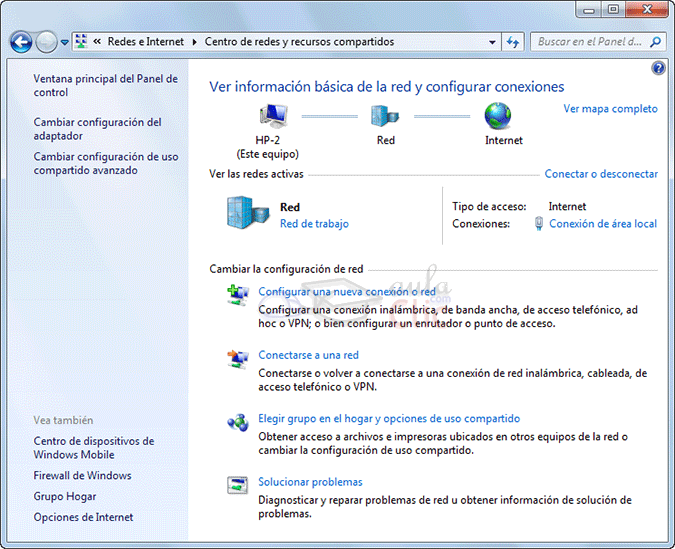 « Redes e Internet ▸ Centro de redes y recursos compartidos
Buscar en el Panel d...
Ventana principal del Panel de
control
Cambiar configuración del
adaptador
Cambiar configuración de uso
compartido avanzado
Vea también
Centro de dispositivos de
Windows Mobile
Firewall de Windows
Grupo Hogar
Opciones de Internet
Ver información básica de la red y configurar conexiones
Ver mapa completo
HP-2
(Este equipo)
Red
Internet
Ver las redes activas
Conectar o desconectar
Red
Red de trabajo
Tipo de acceso: Internet
Conexiones: Conexión de área local
Cambiar la configuración de red
Configurar una nueva conexión o red
Configurar una conexión inalámbrica, de banda ancha, de acceso telefónico, ad
hoc o VPN; o bien configurar un enrutador o punto de acceso.
Conectarse a una red
Conectarse o volver a conectarse a una conexión de red inalámbrica, cableada, de
acceso telefónico o VPN.
Elegir grupo en el hogar y opciones de uso compartido
Obtener acceso a archivos e impresoras ubicados en otros equipos de la red o
cambiar la configuración de uso compartido.
Solucionar problemas
Diagnosticar y reparar problemas de red u obtener información de solución de
problemas.
aula
.com